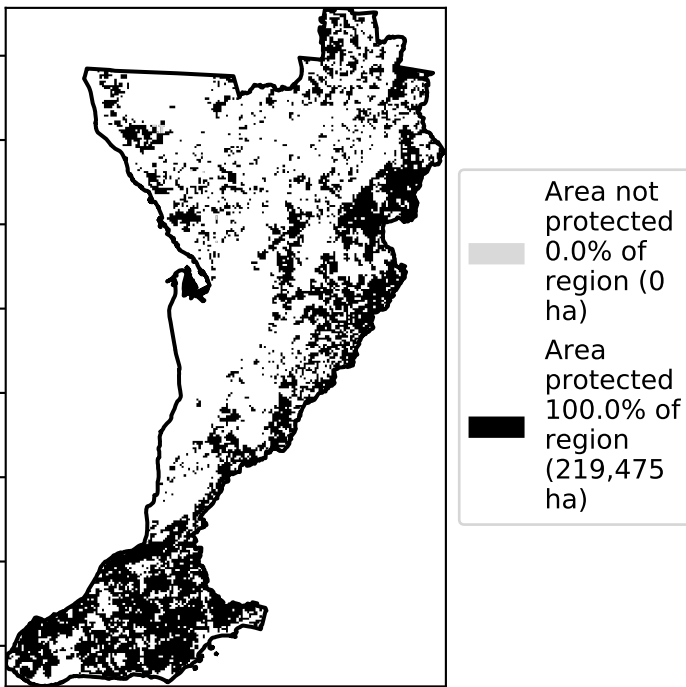 Area not
protected
0.0% of
region (0
ha)
Area
protected
100.0% of
region
(219,475
ha)